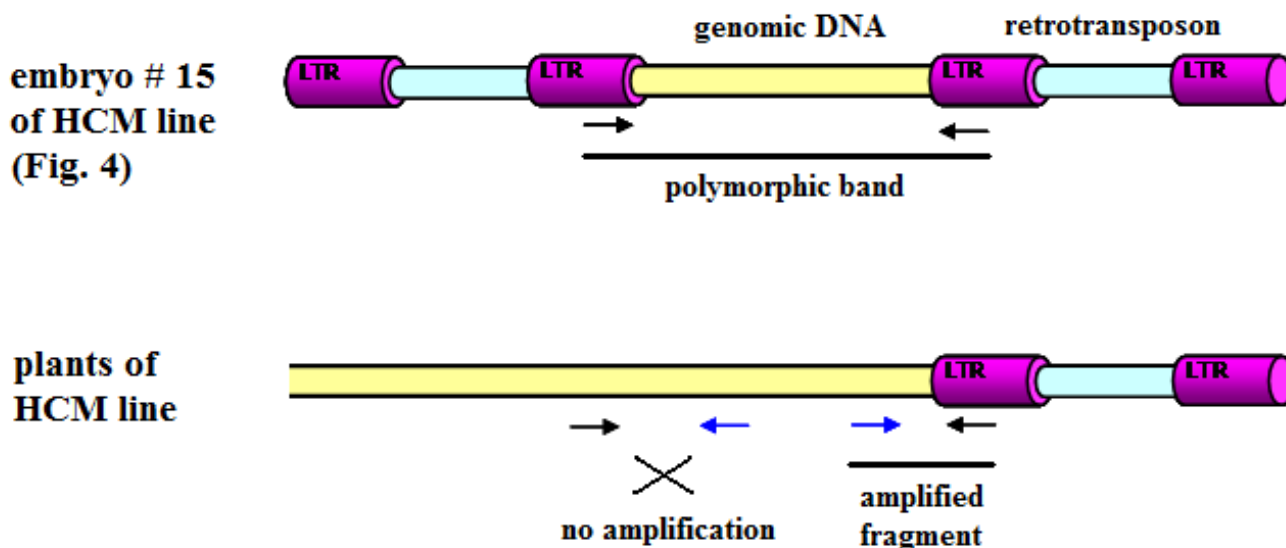 genomic DNA
retrotransposon
embryo # 15
of HCM line
(Fig. 4)
LTR
LTR
LTR
LTR
polymorphic band
plants of
HCM line
LTR
LTR
no amplification
amplified
fragment